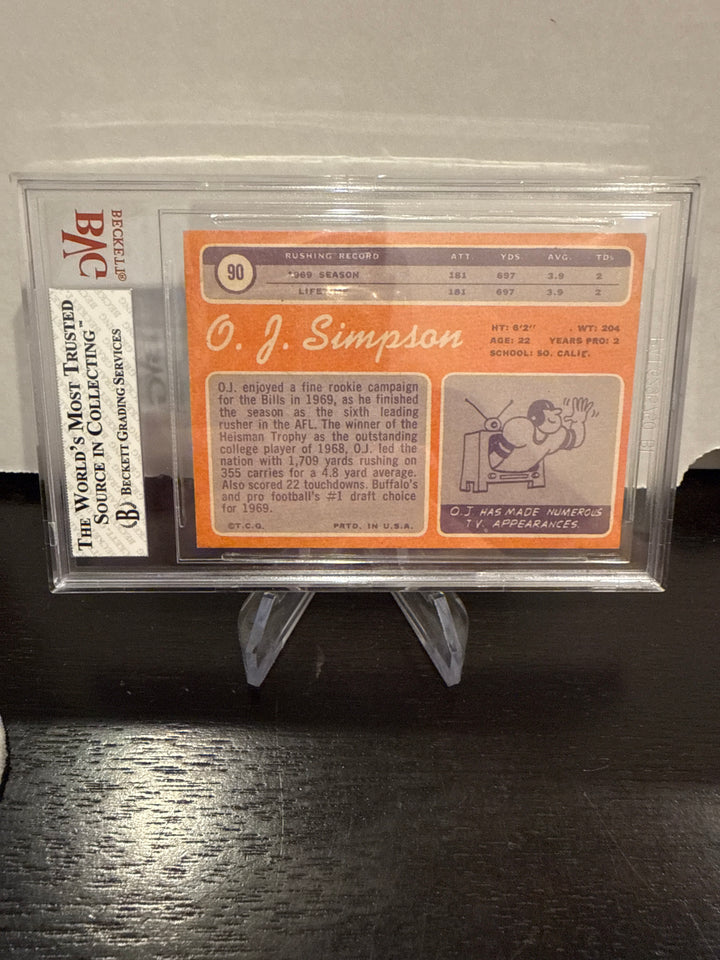 BECKETT®
BVG
THE WORLD'S MOST TRUSTED
SOURCE IN COLLECTING™
BECKETT GRADING SERVICES
90
RUSHING RECORD ATT. YDS AVG. TDs
1969 SEASON 181 697 3.9 2
LIFETIME 181 697 3.9 2
O. J. Simpson
HT: 6'2" WT: 204
AGE: 22 YEARS PRO: 2
SCHOOL: SO. CALIF.
O.J. enjoyed a fine rookie campaign
for the Bills in 1969, as he finished
the season as the sixth leading
rusher in the AFL. The winner of the
Heisman Trophy as the outstanding
college player of 1968, O.J. led the
nation with 1,709 yards rushing on
355 carries for a 4.8 yard average.
Also scored 22 touchdowns. Buffalo's
and pro football's #1 draft choice
for 1969.
©T.C.G. PRTD. IN U.S.A.
O.J HAS MADE NUMEROUS
T.V. APPEARANCES.